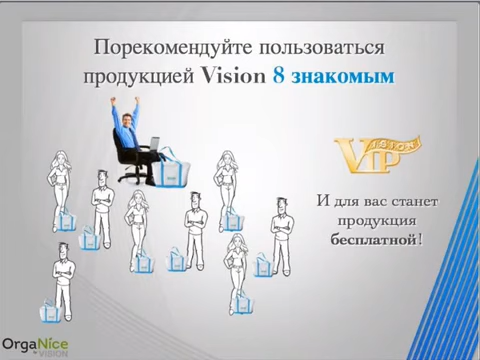 Порекомендуйте пользоваться
продукцией Vision 8 знакомым
VISION
VIP
И для вас станет
продукция
бесплатной!
OrgaNice
by VISION